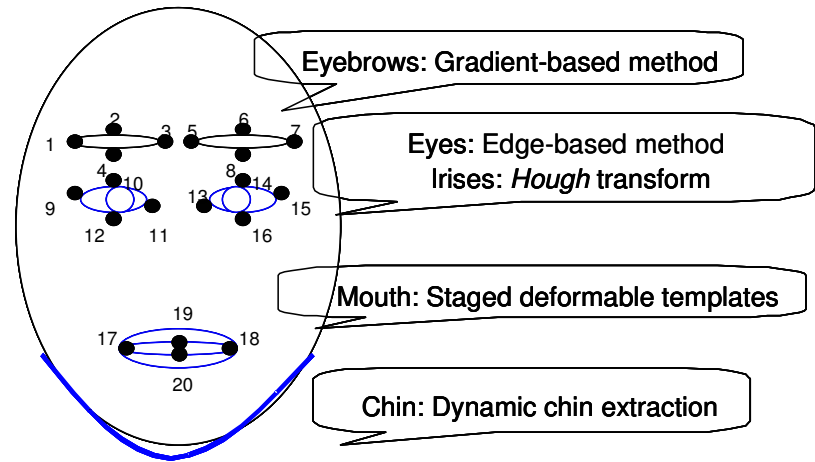 Eyebrows: Gradient-based method
2 6
1 3 5 7
Eyes: Edge-based method
Irises: Hough transform
4 10 8 14
9 13 15
12 11 16
Mouth: Staged deformable templates
19
17 18
20
Chin: Dynamic chin extraction